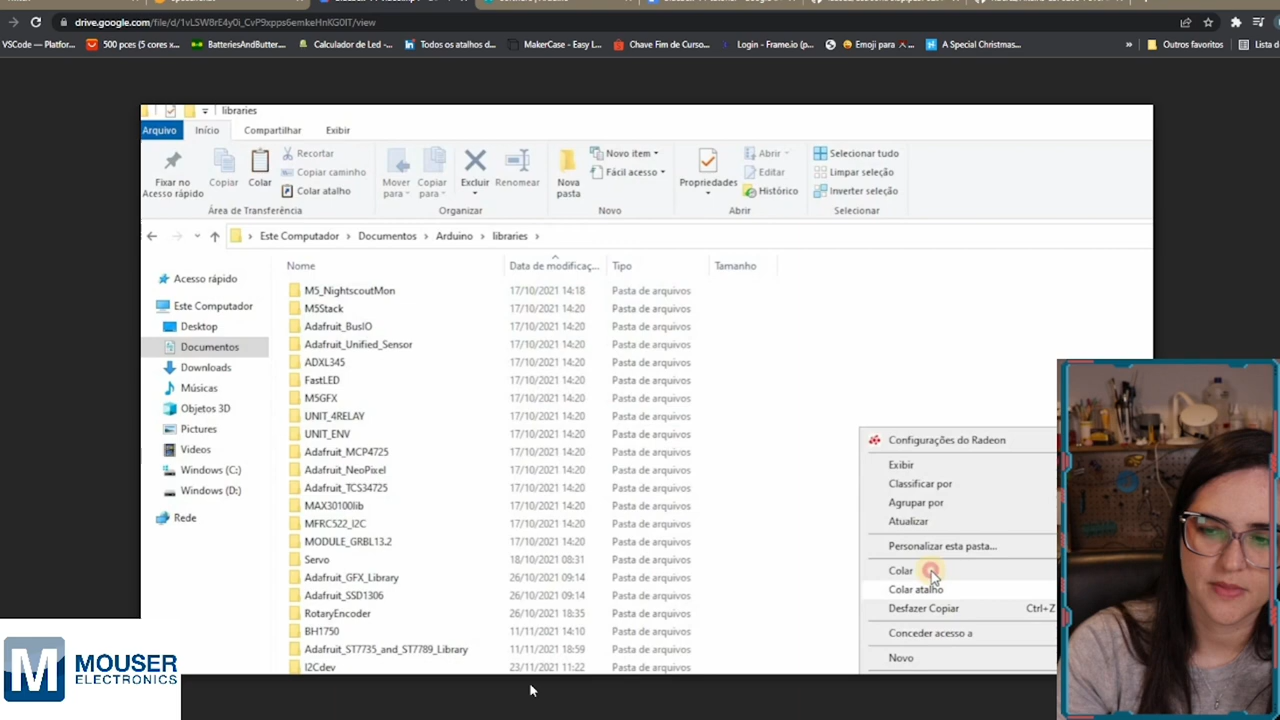 drive.google.com/file/d/1vLSW8rE4y0i_CvP9xpps6emkeHnKG0IT/view
VSCode — Platfor...
500 pces (5 cores x...
BatteriesAndButter...
Calculador de Led -...
Todos os atalhos d...
MakerCase - Easy L...
Chave Fim de Curso...
Login - Frame.io (p...
Emoji para
A Special Christmas...
»
Outros favoritos
Lista d
libraries
Arquivo
Início
Compartilhar
Exibir
Fixar no
Acesso rápido
Copiar
Colar
Recortar
Copiar caminho
Colar atalho
Mover
para
Copiar
para
Excluir
Renomear
Nova
pasta
Novo item
Fácil acesso
Propriedades
Abrir
Editar
Histórico
Selecionar tudo
Limpar seleção
Inverter seleção
Área de Transferência
Organizar
Novo
Abrir
Selecionar
Este Computador > Documentos > Arduino > libraries >
Nome Data de modificaç... Tipo Tamanho
Acesso rápido
Este Computador
Desktop
Documentos
Downloads
Músicas
Objetos 3D
Pictures
Videos
Windows (C:)
Windows (D:)
Rede
M5_NightscoutMon 17/10/2021 14:18 Pasta de arquivos
M5Stack 17/10/2021 14:20 Pasta de arquivos
Adafruit_BusIO 17/10/2021 14:20 Pasta de arquivos
Adafruit_Unified_Sensor 17/10/2021 14:20 Pasta de arquivos
ADXL345 17/10/2021 14:20 Pasta de arquivos
FastLED 17/10/2021 14:20 Pasta de arquivos
M5GFX 17/10/2021 14:20 Pasta de arquivos
UNIT_4RELAY 17/10/2021 14:20 Pasta de arquivos
UNIT_ENV 17/10/2021 14:20 Pasta de arquivos
Adafruit_MCP4725 17/10/2021 14:20 Pasta de arquivos
Adafruit_NeoPixel 17/10/2021 14:20 Pasta de arquivos
Adafruit_TCS34725 17/10/2021 14:20 Pasta de arquivos
MAX30100lib 17/10/2021 14:20 Pasta de arquivos
MFRC522_I2C 17/10/2021 14:20 Pasta de arquivos
MODULE_GRBL13.2 17/10/2021 14:20 Pasta de arquivos
Servo 18/10/2021 08:31 Pasta de arquivos
Adafruit_GFX_Library 26/10/2021 09:14 Pasta de arquivos
Adafruit_SSD1306 26/10/2021 09:14 Pasta de arquivos
RotaryEncoder 26/10/2021 18:35 Pasta de arquivos
BH1750 11/11/2021 14:10 Pasta de arquivos
Adafruit_ST7735_and_ST7789_Library 11/11/2021 18:59 Pasta de arquivos
I2Cdev 23/11/2021 11:22 Pasta de arquivos
Configurações do Radeon
Exibir
Classificar por
Agrupar por
Atualizar
Personalizar esta pasta...
Colar
Colar atalho
Desfazer Copiar Ctrl+Z
Conceder acesso a
Novo
M
MOUSER
ELECTRONICS